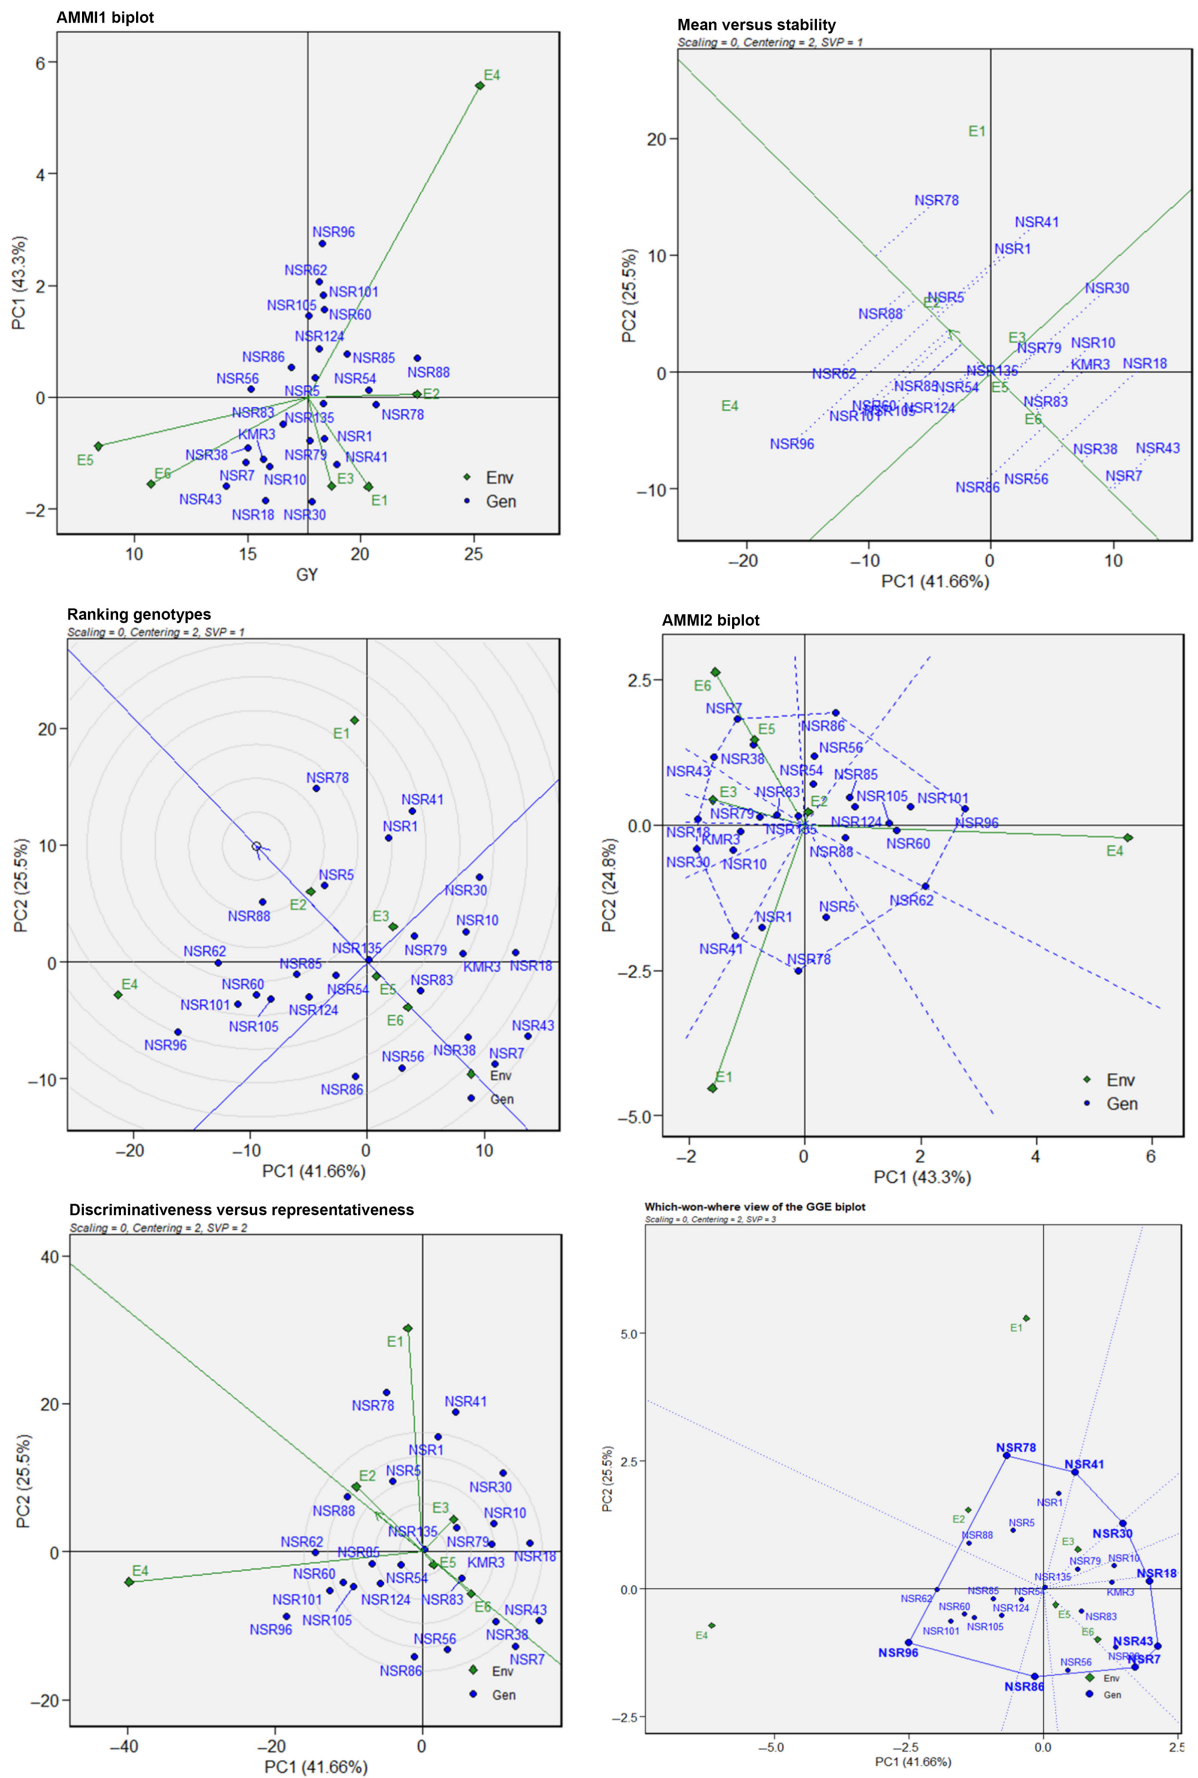 AMMI1 biplot
6
4
2
0
−2
10
15
20
25
GY
PC1 (43.3%)
E4
NSR96
NSR62
NSR101
NSR105
NSR60
NSR124
NSR86
NSR85
NSR88
NSR56
NSR5
NSR54
E2
NSR83
NSR135
NSR78
KMR3
NSR1
NSR38
NSR79
NSR41
E5
E6
NSR7
NSR10
E3
NSR43
E1
NSR18
NSR30
Env
Gen
Mean versus stability
Scaling = 0, Centering = 2, SVP = 1
20
10
0
−10
−20
−10
0
10
PC1 (41.66%)
PC2 (25.5%)
E1
NSR78
NSR41
NSR1
NSR30
E2
NSR5
NSR88
E3
NSR79
NSR10
KMR3
NSR18
NSR62
NSR135
NSR85
NSR54
E5
E4
NSR60
NSR101
NSR105
NSR124
NSR83
E6
NSR96
NSR38
NSR43
NSR86
NSR56
NSR7
Ranking genotypes
Scaling = 0, Centering = 2, SVP = 1
20
10
0
−10
−20
−10
0
10
PC1 (41.66%)
PC2 (25.5%)
E1
NSR78
NSR41
NSR1
NSR5
NSR30
E2
NSR88
E3
NSR10
NSR62
NSR135
NSR79
KMR3
NSR18
NSR85
E4
NSR60
NSR54
E5
NSR83
NSR101
NSR105
NSR124
E6
NSR96
NSR43
NSR38
NSR7
NSR56
NSR86
Env
Gen
AMMI2 biplot
2.5
0.0
−2.5
−5.0
−2
0
2
4
6
PC1 (43.3%)
PC2 (24.8%)
E6
NSR7
NSR86
E5
NSR56
NSR38
NSR43
NSR54
NSR85
E3
NSR83
E2
NSR105
NSR101
NSR79
NSR135
NSR96
NSR18
KMR3
NSR60
NSR88
E4
NSR30
NSR10
NSR62
NSR1
NSR5
NSR41
NSR78
E1
Env
Gen
Discriminativeness versus representativeness
Scaling = 0, Centering = 2, SVP = 2
40
20
0
−20
−40
−20
0
PC1 (41.66%)
PC2 (25.5%)
E1
NSR78
NSR41
NSR1
E2
NSR5
NSR30
NSR88
E3
NSR10
NSR135
NSR79
NSR62
NSR85
E5
KMR3
NSR18
E4
NSR60
NSR54
NSR101
NSR105
NSR124
NSR83
E6
NSR43
NSR96
NSR56
NSR38
NSR7
NSR86
Env
Gen
Which-won-where view of the GGE biplot
Scaling = 0, Centering = 2, SVP = 3
5.0
2.5
0.0
−2.5
−5.0
−2.5
0.0
2.5
PC1 (41.66%)
PC2 (25.5%)
E1
NSR78
NSR41
NSR1
E2
NSR5
NSR30
NSR88
E3
NSR79
NSR10
NSR135
NSR18
NSR62
NSR85
NSR54
KMR3
NSR60
NSR124
E5
NSR83
E4
NSR101
NSR105
E6
NSR43
NSR96
NSR56
NSR7
NSR86
Env
Gen